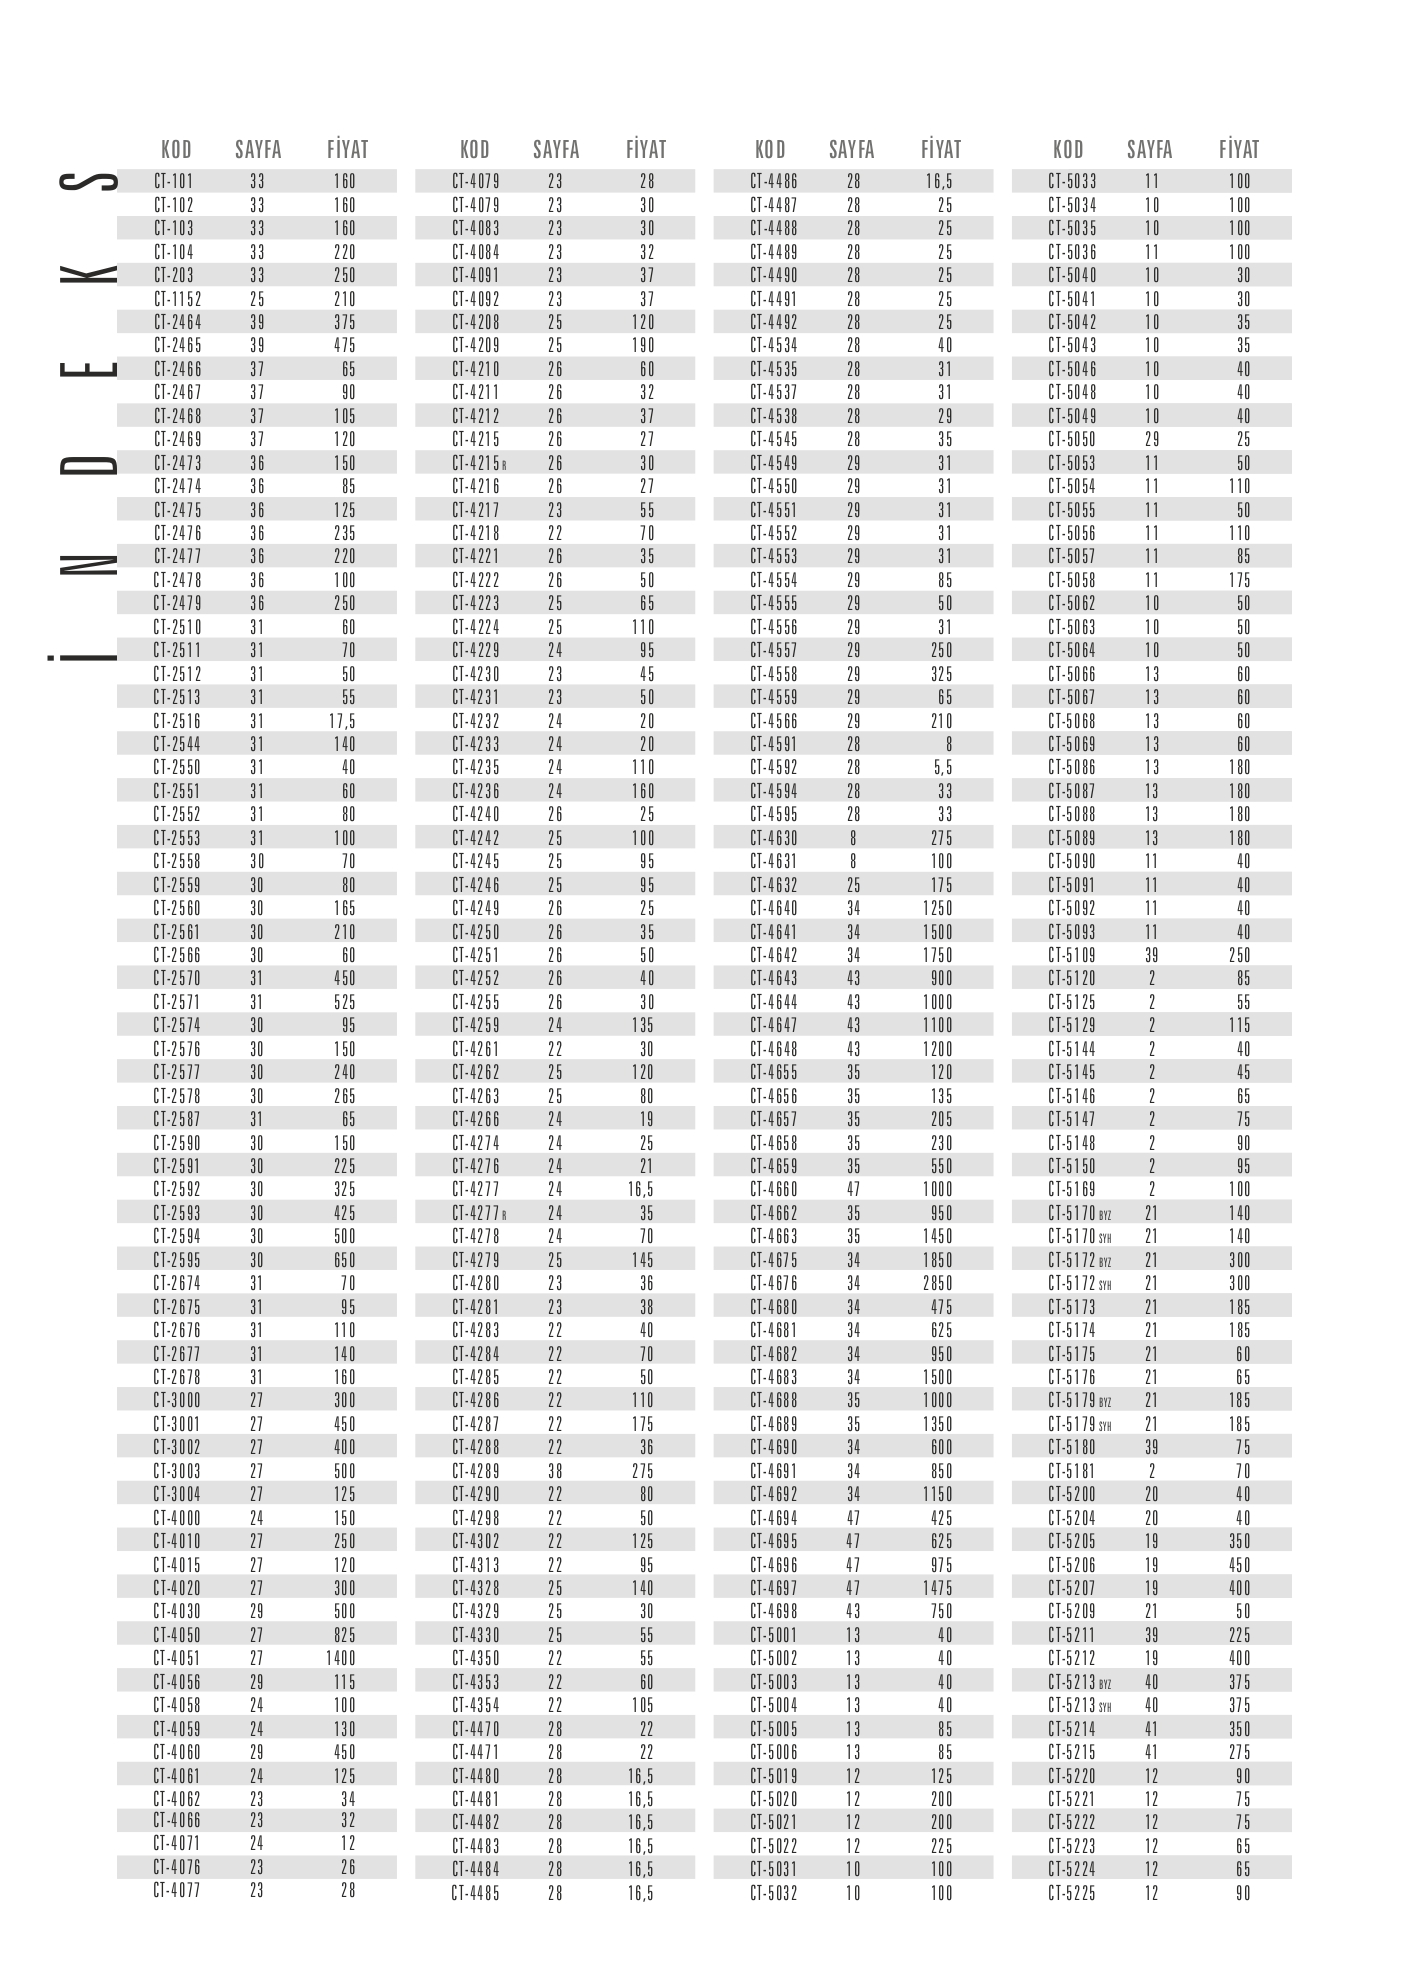 İNDEKS
KOD SAYFA FİYAT
CT-101 33 160
CT-102 33 160
CT-103 33 160
CT-104 33 220
CT-203 33 250
CT-1152 25 210
CT-2464 39 375
CT-2465 39 475
CT-2466 37 65
CT-2467 37 90
CT-2468 37 105
CT-2469 37 120
CT-2473 36 150
CT-2474 36 85
CT-2475 36 125
CT-2476 36 235
CT-2477 36 220
CT-2478 36 100
CT-2479 36 250
CT-2510 31 60
CT-2511 31 70
CT-2512 31 50
CT-2513 31 55
CT-2516 31 17,5
CT-2544 31 140
CT-2550 31 40
CT-2551 31 60
CT-2552 31 80
CT-2553 31 100
CT-2558 30 70
CT-2559 30 80
CT-2560 30 165
CT-2561 30 210
CT-2566 30 60
CT-2570 31 450
CT-2571 31 525
CT-2574 30 95
CT-2576 30 150
CT-2577 30 240
CT-2578 30 265
CT-2587 31 65
CT-2590 30 150
CT-2591 30 225
CT-2592 30 325
CT-2593 30 425
CT-2594 30 500
CT-2595 30 650
CT-2674 31 70
CT-2675 31 95
CT-2676 31 110
CT-2677 31 140
CT-2678 31 160
CT-3000 27 300
CT-3001 27 450
CT-3002 27 400
CT-3003 27 500
CT-3004 27 125
CT-4000 24 150
CT-4010 27 250
CT-4015 27 120
CT-4020 27 300
CT-4030 29 500
CT-4050 27 825
CT-4051 27 1400
CT-4056 29 115
CT-4058 24 100
CT-4059 24 130
CT-4060 29 450
CT-4061 24 125
CT-4062 23 34
CT-4066 23 32
CT-4071 24 12
CT-4076 23 26
CT-4077 23 28
KOD SAYFA FİYAT
CT-4079 23 28
CT-4079 23 30
CT-4083 23 30
CT-4084 23 32
CT-4091 23 37
CT-4092 23 37
CT-4208 25 120
CT-4209 25 190
CT-4210 26 60
CT-4211 26 32
CT-4212 26 37
CT-4215 26 27
CT-4215 R 26 30
CT-4216 26 27
CT-4217 23 55
CT-4218 22 70
CT-4221 26 35
CT-4222 26 50
CT-4223 25 65
CT-4224 25 110
CT-4229 24 95
CT-4230 23 45
CT-4231 23 50
CT-4232 24 20
CT-4233 24 20
CT-4235 24 110
CT-4236 24 160
CT-4240 26 25
CT-4242 25 100
CT-4245 25 95
CT-4246 25 95
CT-4249 26 25
CT-4250 26 35
CT-4251 26 50
CT-4252 26 40
CT-4255 26 30
CT-4259 24 135
CT-4261 22 30
CT-4262 25 120
CT-4263 25 80
CT-4266 24 19
CT-4274 24 25
CT-4276 24 21
CT-4277 24 16,5
CT-4277 R 24 35
CT-4278 24 70
CT-4279 25 145
CT-4280 23 36
CT-4281 23 38
CT-4283 22 40
CT-4284 22 70
CT-4285 22 50
CT-4286 22 110
CT-4287 22 175
CT-4288 22 36
CT-4289 38 275
CT-4290 22 80
CT-4298 22 50
CT-4302 22 125
CT-4313 22 95
CT-4328 25 140
CT-4329 25 30
CT-4330 25 55
CT-4350 22 55
CT-4353 22 60
CT-4354 22 105
CT-4470 28 22
CT-4471 28 22
CT-4480 28 16,5
CT-4481 28 16,5
CT-4482 28 16,5
CT-4483 28 16,5
CT-4484 28 16,5
CT-4485 28 16,5
KOD SAYFA FİYAT
CT-4486 28 16,5
CT-4487 28 25
CT-4488 28 25
CT-4489 28 25
CT-4490 28 25
CT-4491 28 25
CT-4492 28 25
CT-4534 28 40
CT-4535 28 31
CT-4537 28 31
CT-4538 28 29
CT-4545 28 35
CT-4549 29 31
CT-4550 29 31
CT-4551 29 31
CT-4552 29 31
CT-4553 29 31
CT-4554 29 85
CT-4555 29 50
CT-4556 29 31
CT-4557 29 250
CT-4558 29 325
CT-4559 29 65
CT-4566 29 210
CT-4591 28 8
CT-4592 28 5,5
CT-4594 28 33
CT-4595 28 33
CT-4630 8 275
CT-4631 8 100
CT-4632 25 175
CT-4640 34 1250
CT-4641 34 1500
CT-4642 34 1750
CT-4643 43 900
CT-4644 43 1000
CT-4647 43 1100
CT-4648 43 1200
CT-4655 35 120
CT-4656 35 135
CT-4657 35 205
CT-4658 35 230
CT-4659 35 550
CT-4660 47 1000
CT-4662 35 950
CT-4663 35 1450
CT-4675 34 1850
CT-4676 34 2850
CT-4680 34 475
CT-4681 34 625
CT-4682 34 950
CT-4683 34 1500
CT-4688 35 1000
CT-4689 35 1350
CT-4690 34 600
CT-4691 34 850
CT-4692 34 1150
CT-4694 47 425
CT-4695 47 625
CT-4696 47 975
CT-4697 47 1475
CT-4698 43 750
CT-5001 13 40
CT-5002 13 40
CT-5003 13 40
CT-5004 13 40
CT-5005 13 85
CT-5006 13 85
CT-5019 12 125
CT-5020 12 200
CT-5021 12 200
CT-5022 12 225
CT-5031 10 100
CT-5032 10 100
KOD SAYFA FİYAT
CT-5033 11 100
CT-5034 10 100
CT-5035 10 100
CT-5036 11 100
CT-5040 10 30
CT-5041 10 30
CT-5042 10 35
CT-5043 10 35
CT-5046 10 40
CT-5048 10 40
CT-5049 10 40
CT-5050 29 25
CT-5053 11 50
CT-5054 11 110
CT-5055 11 50
CT-5056 11 110
CT-5057 11 85
CT-5058 11 175
CT-5062 10 50
CT-5063 10 50
CT-5064 10 50
CT-5066 13 60
CT-5067 13 60
CT-5068 13 60
CT-5069 13 60
CT-5086 13 180
CT-5087 13 180
CT-5088 13 180
CT-5089 13 180
CT-5090 11 40
CT-5091 11 40
CT-5092 11 40
CT-5093 11 40
CT-5109 39 250
CT-5120 2 85
CT-5125 2 55
CT-5129 2 115
CT-5144 2 40
CT-5145 2 45
CT-5146 2 65
CT-5147 2 75
CT-5148 2 90
CT-5150 2 95
CT-5169 2 100
CT-5170 BYZ 21 140
CT-5170 SYH 21 140
CT-5172 BYZ 21 300
CT-5172 SYH 21 300
CT-5173 21 185
CT-5174 21 185
CT-5175 21 60
CT-5176 21 65
CT-5179 BYZ 21 185
CT-5179 SYH 21 185
CT-5180 39 75
CT-5181 2 70
CT-5200 20 40
CT-5204 20 40
CT-5205 19 350
CT-5206 19 450
CT-5207 19 400
CT-5209 21 50
CT-5211 39 225
CT-5212 19 400
CT-5213 BYZ 40 375
CT-5213 SYH 40 375
CT-5214 41 350
CT-5215 41 275
CT-5220 12 90
CT-5221 12 75
CT-5222 12 75
CT-5223 12 65
CT-5224 12 65
CT-5225 12 90